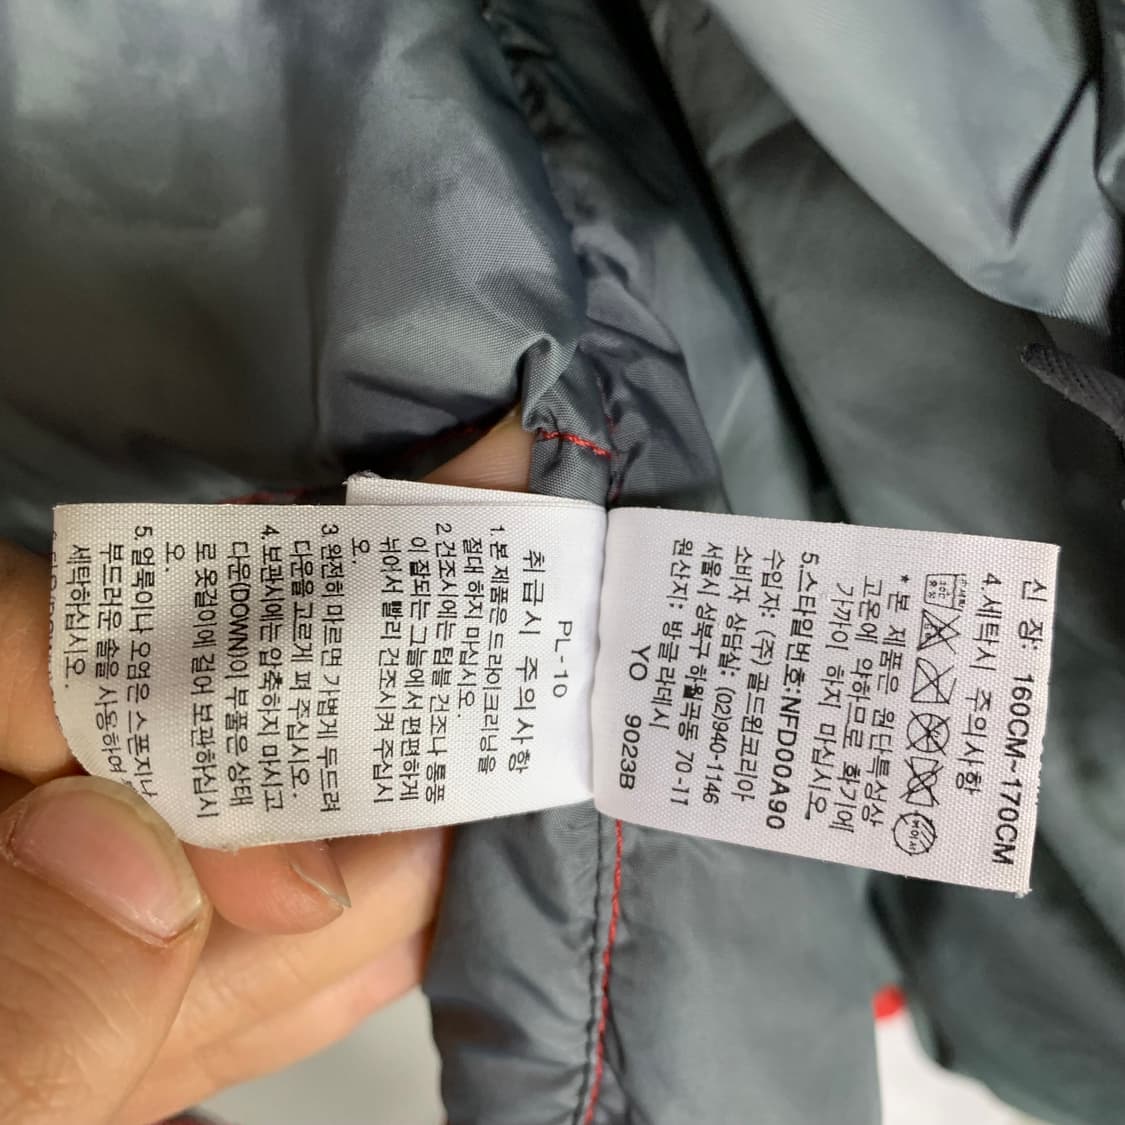 신 장: 160CM~170CM
4.세탁시 주의사항
* 본 제품은 원단특성상
고온에 약하므로 화기에
가까이 하지 마십시오
5.스타일번호:NFD00A90
수입자: (주)골드윈코리아
소비자 상담실: (02)940-1146
서울시 성북구 하월곡동 70-11
원산지: 방글라데시
YO 9023B
PL-10
취급시 주의사항
1.본 제품은 드라이크리닝을
절대 하지 마십시오.
2.건조시에는 텀블 건조나 통풍
이 잘되는 그늘에서 편편하게
뉘어서 빨리 건조시켜 주십시
오.
3.완전히 마르면 가볍게 두드려
다운을 고르게 펴 주십시오.
4.보관시에는 압축하지 마시고
다운(DOWN)이 부풀은 상태
로 옷걸이에 걸어 보관하십시
오.
5.얼룩이나 오염은 스폰지나
부드러운 솔을 사용하여
세탁하십시오.